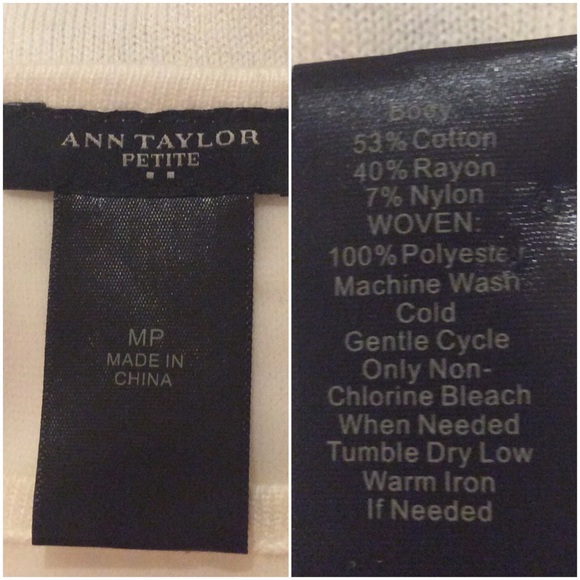 ANN TAYLOR
PETITE
MP
MADE IN
CHINA
Body
53% Cotton
40% Rayon
7% Nylon
WOVEN:
100% Polyester
Machine Wash
Cold
Gentle Cycle
Only Non-
Chlorine Bleach
When Needed
Tumble Dry Low
Warm Iron
If Needed